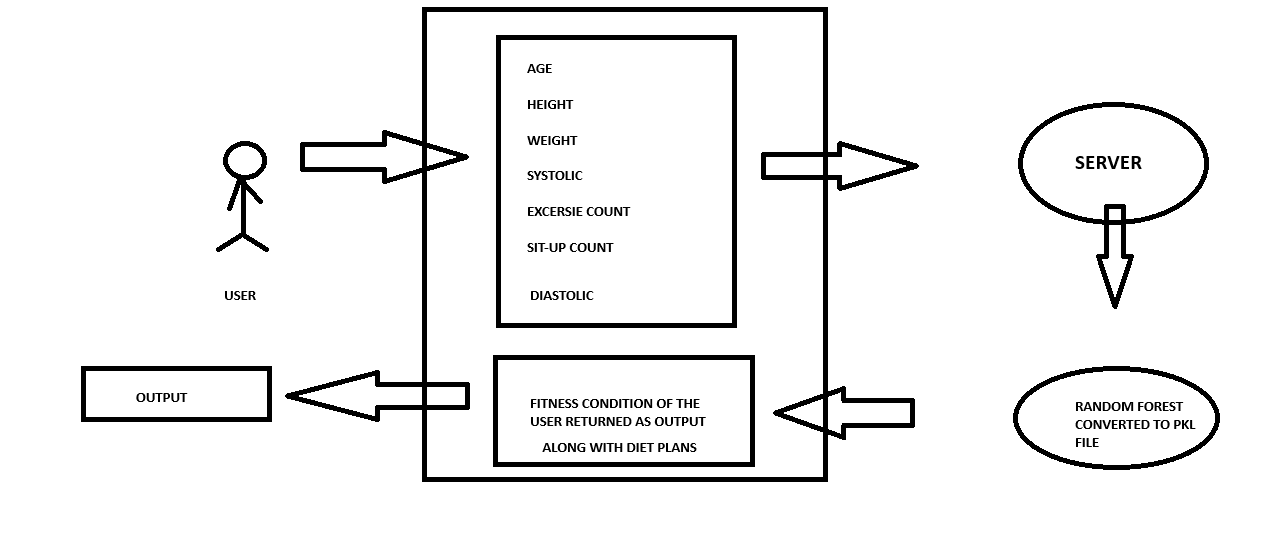 AGE
HEIGHT
WEIGHT
SYSTOLIC
EXCERSIE COUNT
SIT-UP COUNT
DIASTOLIC
SERVER
USER
OUTPUT
FITNESS CONDITION OF THE
USER RETURNED AS OUTPUT
ALONG WITH DIET PLANS
RANDOM FOREST
CONVERTED TO PKL
FILE